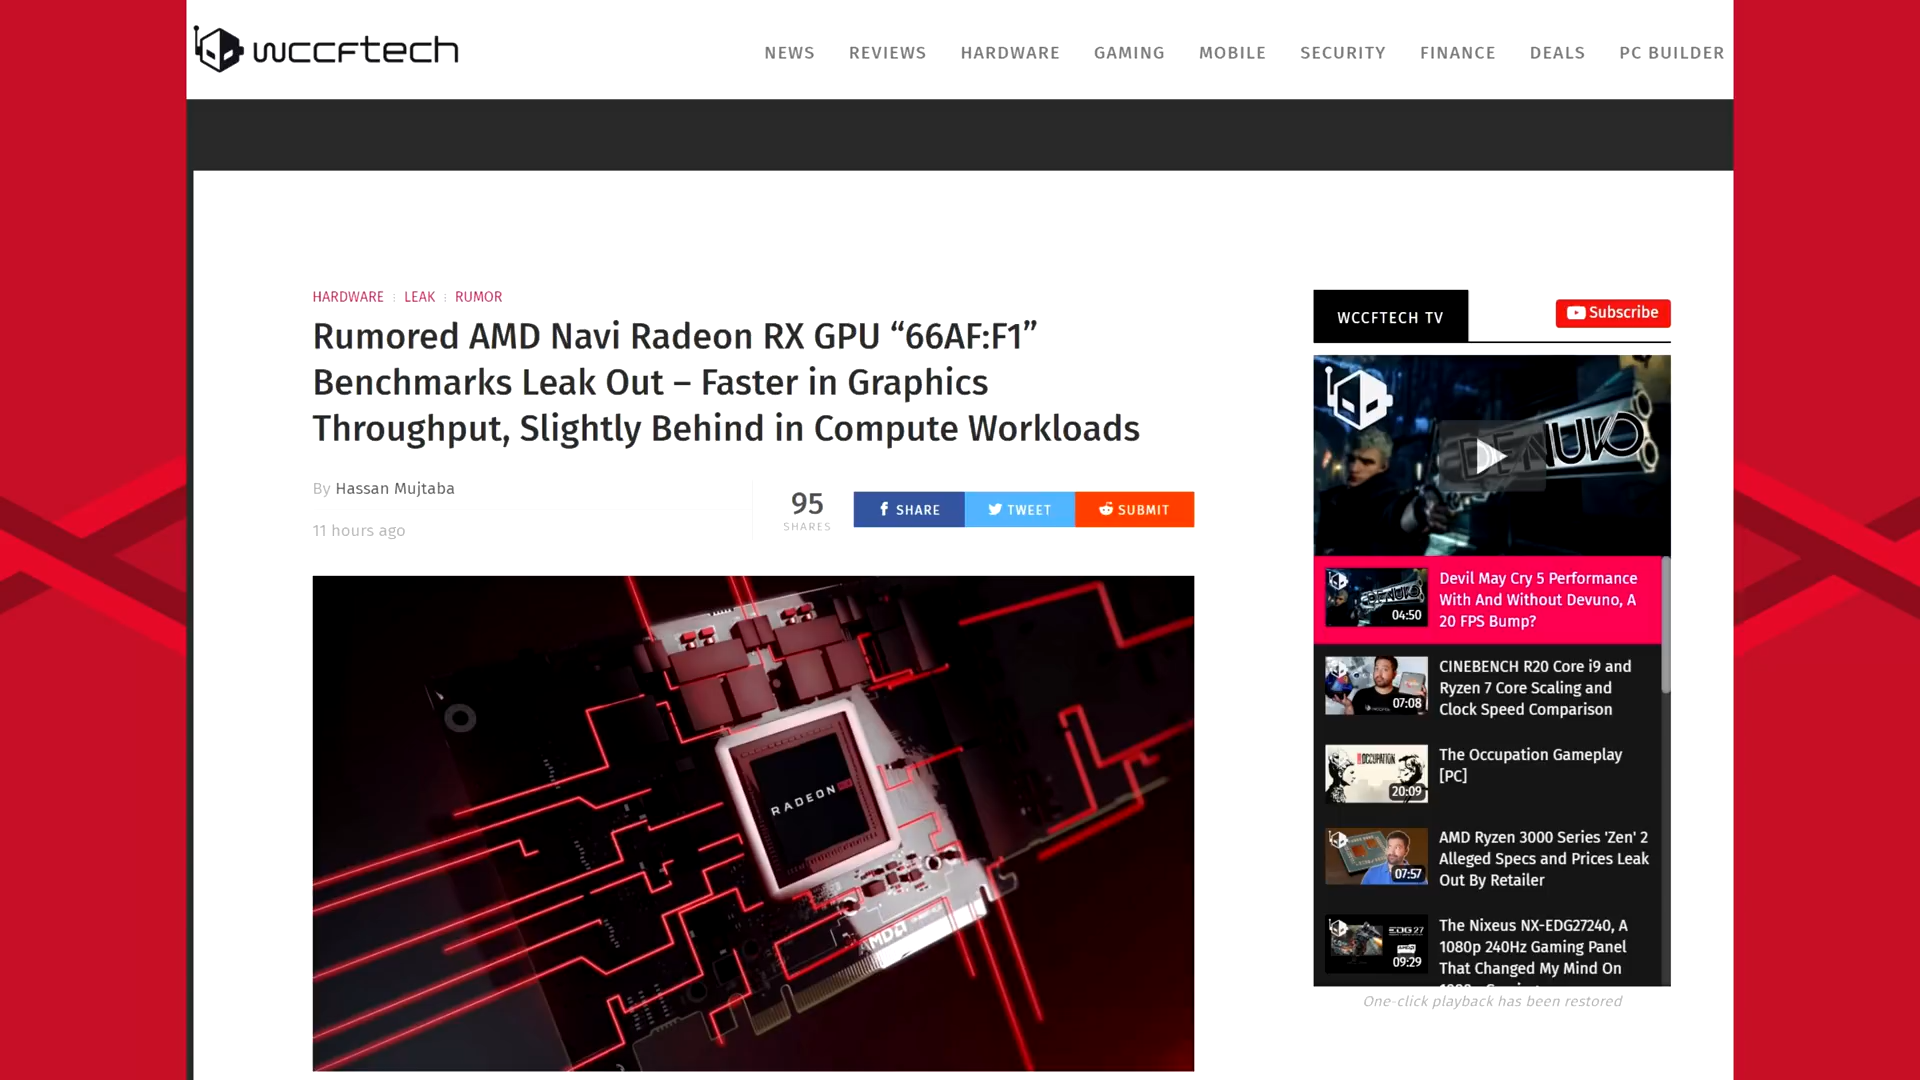 wccftech
NEWS REVIEWS HARDWARE GAMING MOBILE SECURITY FINANCE DEALS PC BUILDER
HARDWARE LEAK RUMOR
Rumored AMD Navi Radeon RX GPU “66AF:F1”
Benchmarks Leak Out – Faster in Graphics
Throughput, Slightly Behind in Compute Workloads
By Hassan Mujtaba
11 hours ago
95
SHARES
SHARE
TWEET
SUBMIT
RADEON
AMD
WCCFTECH TV
Subscribe
DENUVO
04:50
Devil May Cry 5 Performance
With And Without Devuno, A
20 FPS Bump?
07:08
CINEBENCH R20 Core i9 and
Ryzen 7 Core Scaling and
Clock Speed Comparison
OCCUPATION
20:09
The Occupation Gameplay
[PC]
07:57
AMD Ryzen 3000 Series 'Zen' 2
Alleged Specs and Prices Leak
Out By Retailer
EDG 27
09:29
The Nixeus NX-EDG27240, A
1080p 240Hz Gaming Panel
That Changed My Mind On
One-click playback has been restored